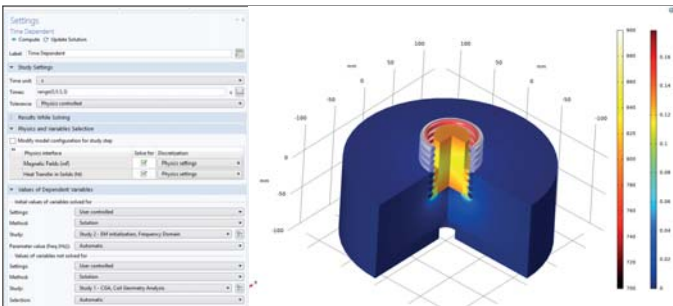 Settings
Time Dependent
Compute Update Solution
Label: Time Dependent
Study Settings
Time unit: s
Times: s
Tolerance: Physics controlled
Results While Solving
Physics and Variables Selection
Modify model configuration for study step
Physics interface Solve for Discretization
Magnetic Fields (mf) Physics settings
Heat Transfer in Solids (ht) Physics settings
Values of Dependent Variables
Initial values of variables solved for
Settings: User controlled
Method: Solution
Study: Study 2 - EM Initialization, Frequency Domain
Parameter value (freq (Hz)): Automatic
Values of variables not solved for
Settings: User controlled
Method: Solution
Study: Study 1 - CGA, Coil Geometry Analysis
Selection: Automatic
100 100
mm mm
50 50
0 0
-50 -50
-100 -100
0
mm
-50
-100
900
880
860
840
820
800
780
760
740
720
700
0.16
0.14
0.12
0.1
0.08
0.06
0.04
0.02
0